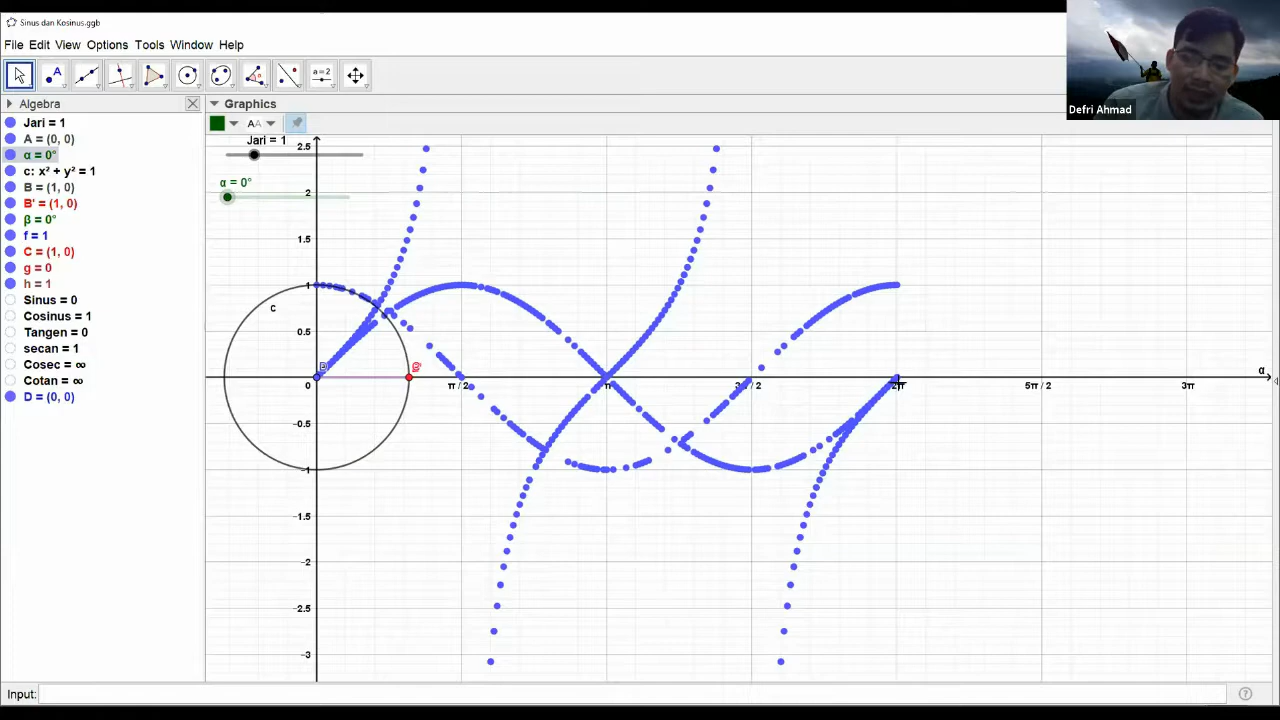 Sinus dan Kosinus.ggb
File Edit View Options Tools Window Help
A
a=2
Defri Ahmad
Algebra
Graphics
AA
Jari = 1
A = (0, 0)
α = 0°
c: x² + y² = 1
B = (1, 0)
B' = (1, 0)
β = 0°
f = 1
C = (1, 0)
g = 0
h = 1
Sinus = 0
Cosinus = 1
Tangen = 0
secan = 1
Cosec = ∞
Cotan = ∞
D = (0, 0)
Jari = 1
α = 0°
2.5
2
1.5
1
0.5
0
−0.5
−1
−1.5
−2
−2.5
−3
c
π / 2
π
2π
5π / 2
3π
α
Input:
?